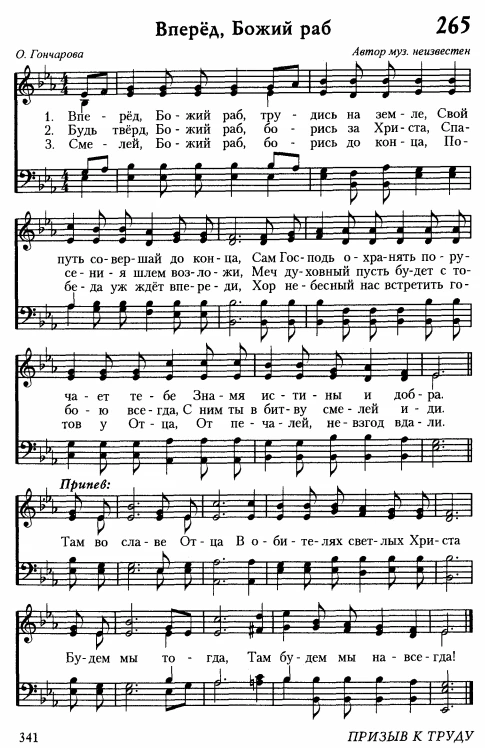 Вперёд, Божий раб 265
О. Гончарова Автор муз. неизвестен
1. Впе - рёд, Бо - жий раб, тру - дись на зем - ле, Свой
2. Будь твёрд, Бо - жий раб, бо - рись за Хри - ста, Спа-
3. Сме - лей, Бо - жий раб, бо - рись до кон - ца, По-
путь со - вер - шай до кон - ца, Сам Гос - подь о - хра - нять по - ру-
се - ни - я шлем воз - ло - жи, Меч ду - ховный пусть бу - дет с то-
бе - да уж ждёт впе - ре - ди, Хор не - бес - ный нас встретить го-
ча - ет те - бе Зна - мя ис - ти - ны и доб - ра.
бо - ю все - гда, С ним ты в бит - ву сме - лей и - ди.
тов у От - ца, От пе - ча - лей, не - взгод вда - ли.
Припев:
Там во сла - ве От - ца В о - би - те - лях свет - лых Хри - ста
Бу - дем мы то - гда, Там бу - дем мы на - все - гда!
341 ПРИЗЫВ К ТРУДУ